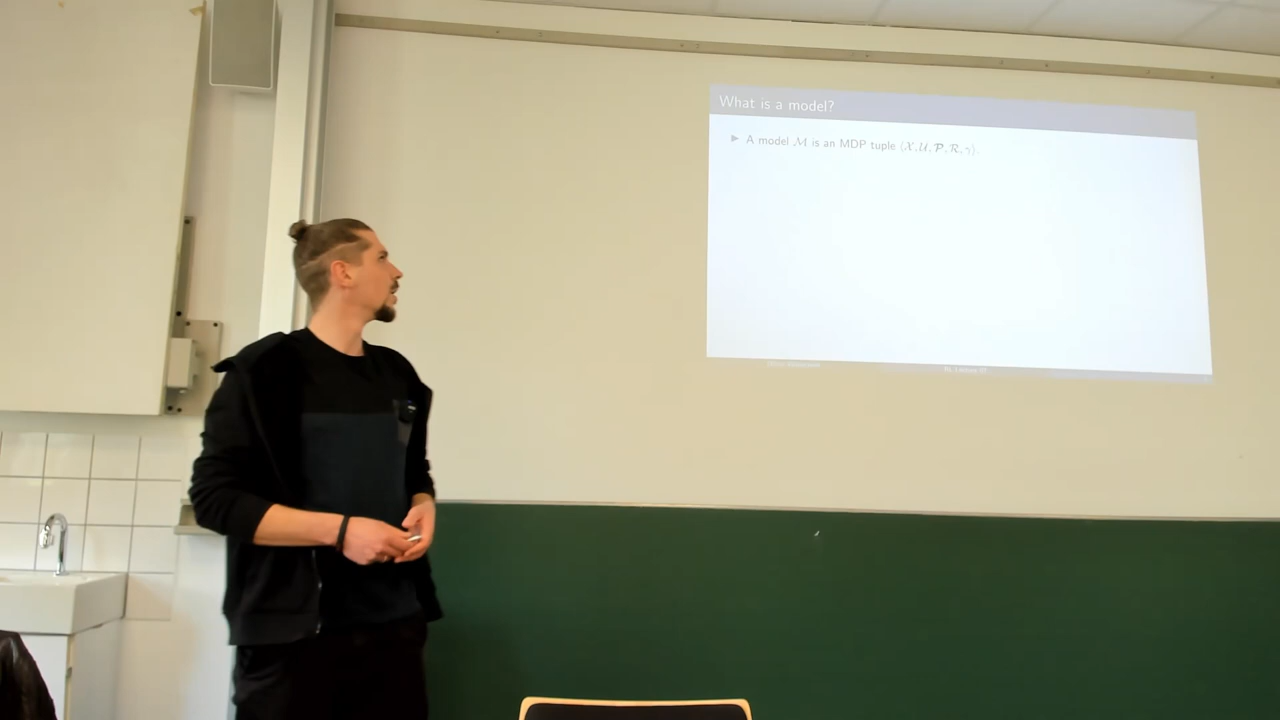 What is a model?
▶ A model ℳ is an MDP tuple ⟨𝒳, 𝒰, 𝓟, ℛ, γ⟩.